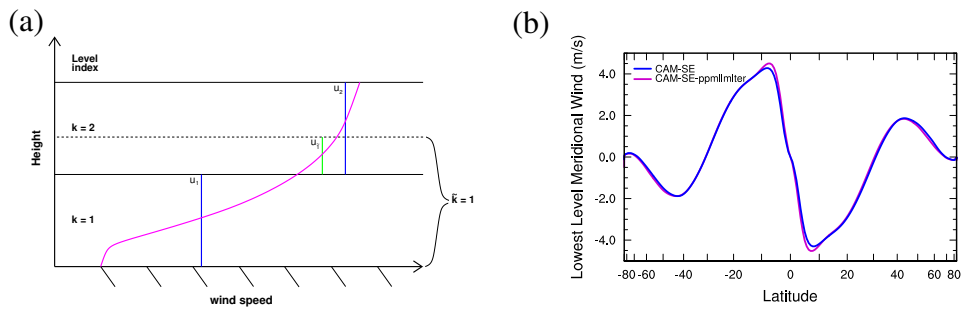 (a)
Level
index
u₂
k = 2
u₁̃
Height
u₁
k̃ = 1
k = 1
wind speed
(b)
CAM-SE
CAM-SE-ppmlImIter
Lowest Level Meridional Wind (m/s)
4.0
2.0
0.0
-2.0
-4.0
-80 -60 -40 -20 0 20 40 60 80
Latitude